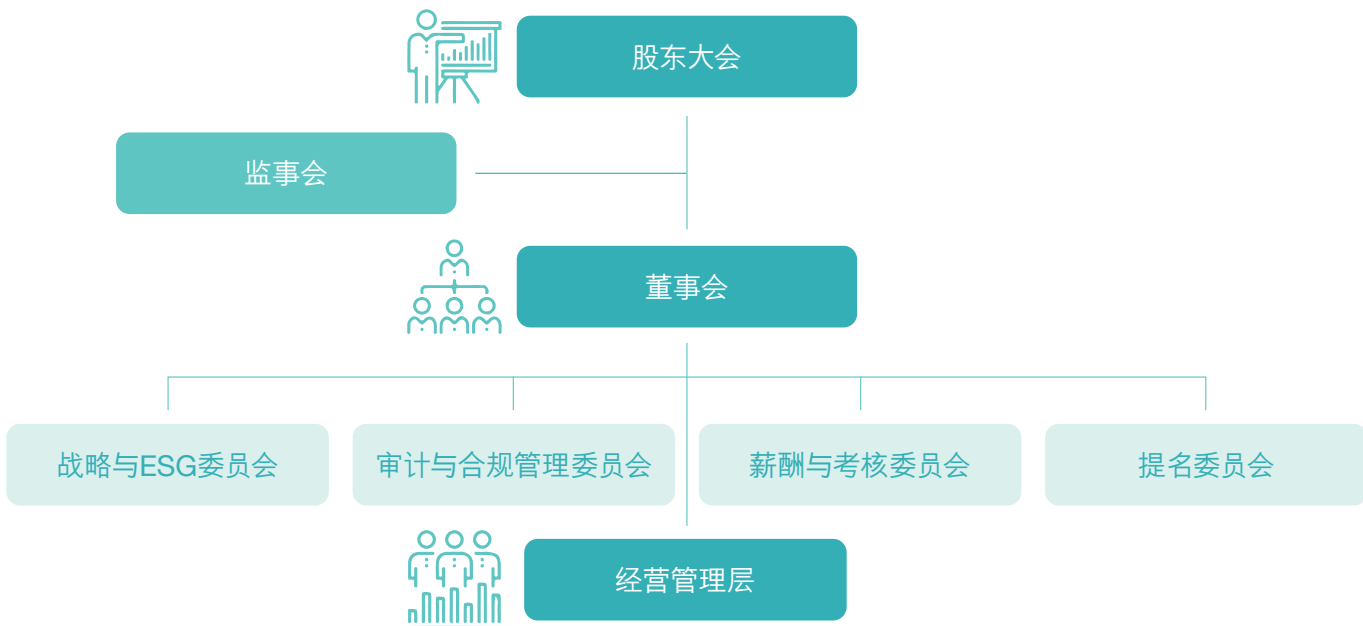 股东大会
监事会
董事会
战略与ESG委员会
审计与合规管理委员会
薪酬与考核委员会
提名委员会
经营管理层